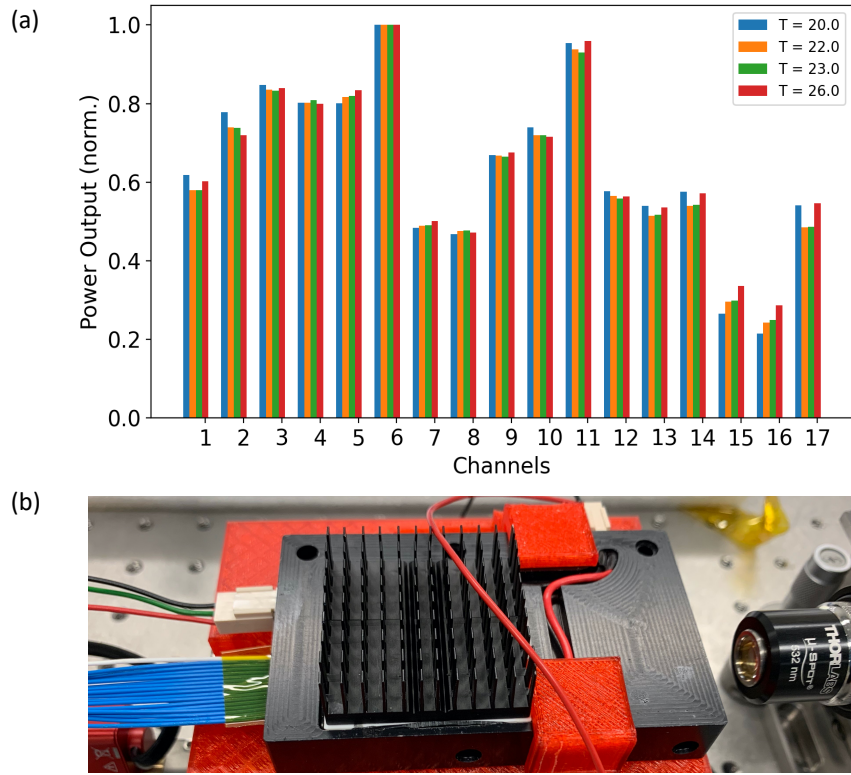 (a)
Power Output (norm.)
1.0
0.8
0.6
0.4
0.2
0.0
T = 20.0
T = 22.0
T = 23.0
T = 26.0
1 2 3 4 5 6 7 8 9 10 11 12 13 14 15 16 17
Channels
(b)
THORLABS
µ-SPOT®
532 nm